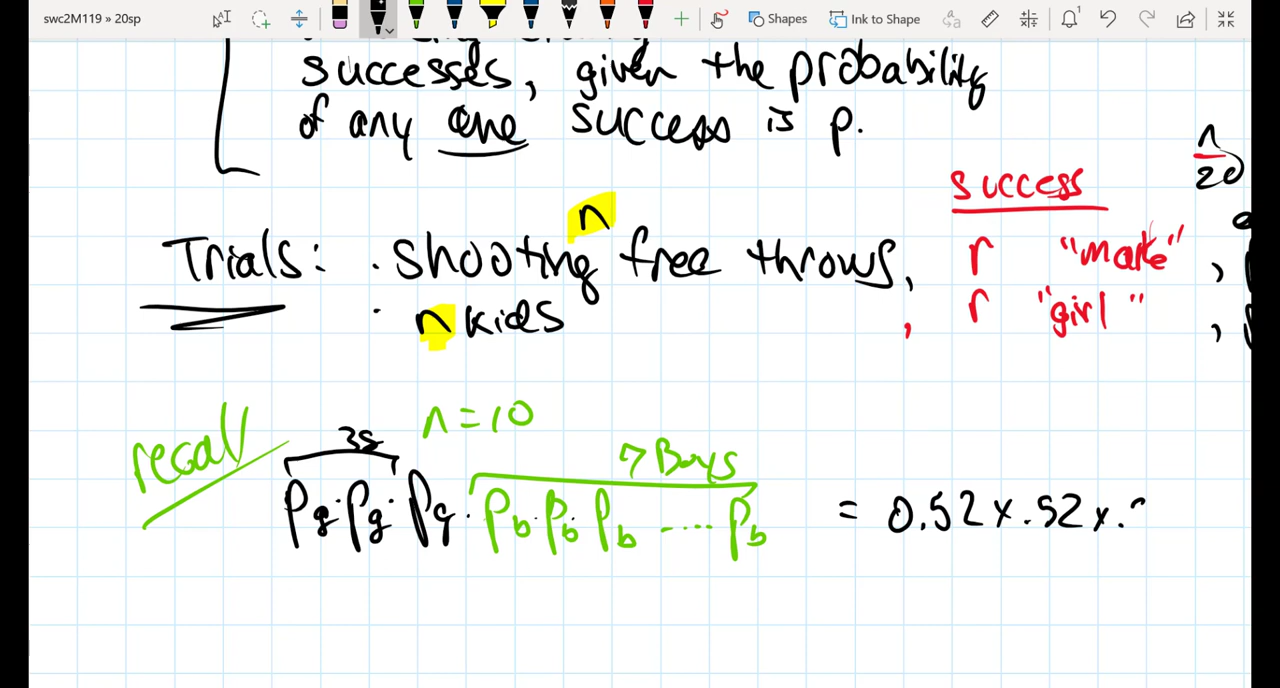 swc2M119 » 20sp
Shapes
Ink to Shape
successes, given the probability
of any one success is p.
success
n
20
Trials: · shooting n free throws, r "make",
· n kids, r "girl",
recall
n = 10
7 Boys
Pg · Pg · Pg · Pb · Pb Pb .... Pb = 0.52 x .52 x .